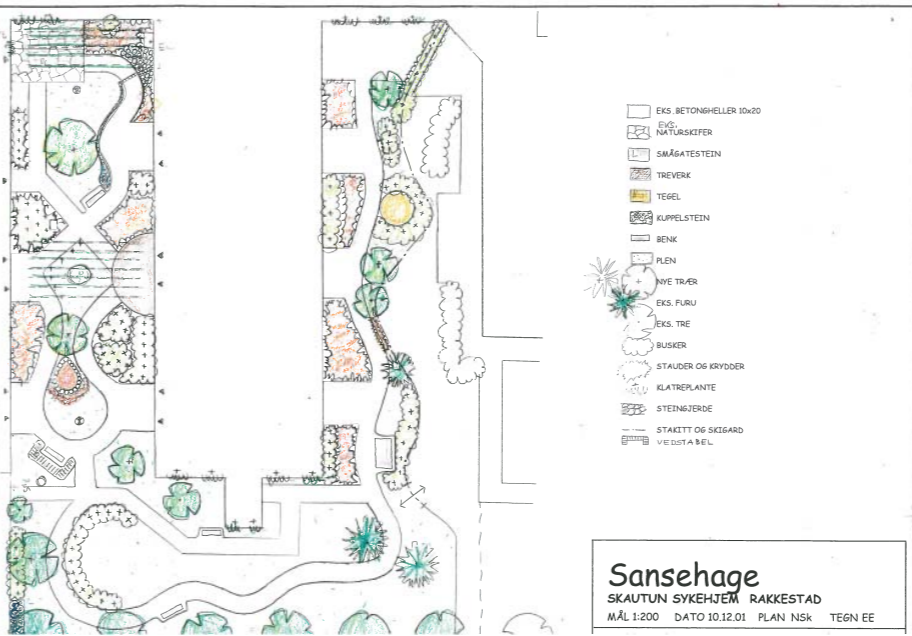 EKS. BETONGHELLER 10x20
EKS.
NATURSKIFER
SMÅGATESTEIN
TREVERK
TEGEL
KUPPELSTEIN
BENK
PLEN
NYE TRÆR
EKS. FURU
EKS. TRE
BUSKER
STAUDER OG KRYDDER
KLATREPLANTE
STEINGJERDE
STAKITT OG SKIGARD
VEDSTABEL
Sansehage
SKAUTUN SYKEHJEM RAKKESTAD
MÅL 1:200 DATO 10.12.01 PLAN NSk TEGN EE